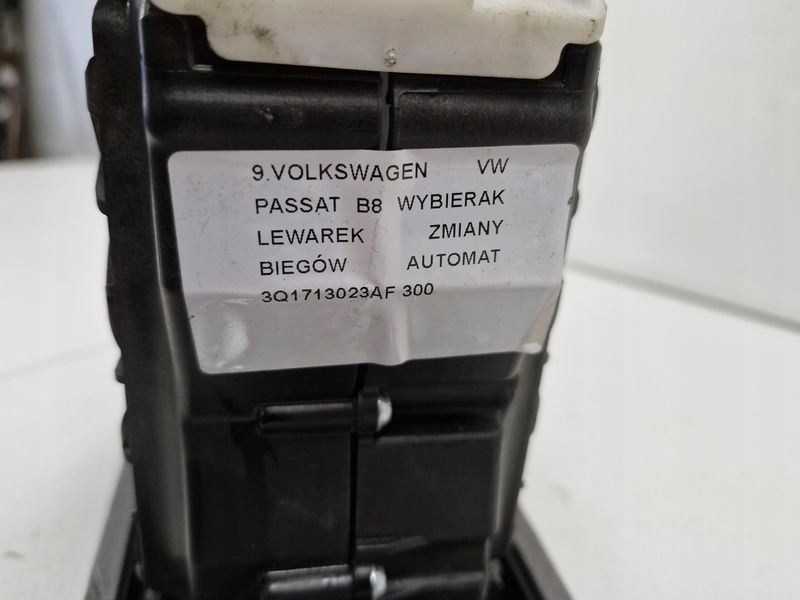 9.VOLKSWAGEN VW
PASSAT B8 WYBIERAK
LEWAREK ZMIANY
BIEGÓW AUTOMAT
3Q1713023AF 300